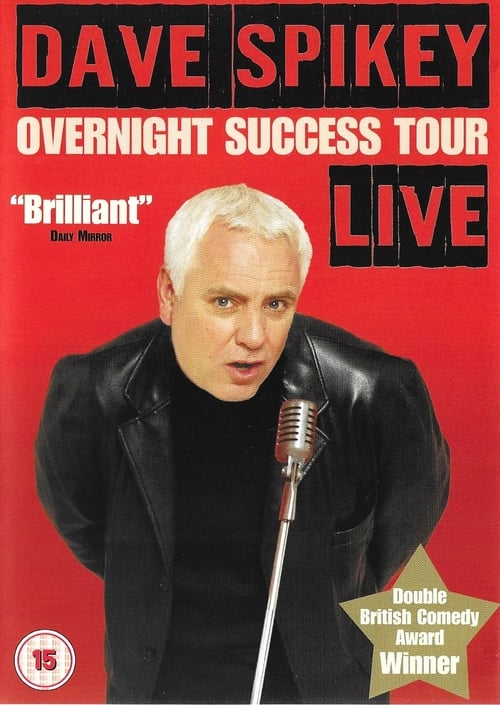 DAVE SPIKEY
OVERNIGHT SUCCESS TOUR
LIVE
“Brilliant”
DAILY MIRROR
Double
British Comedy
Award
Winner
15